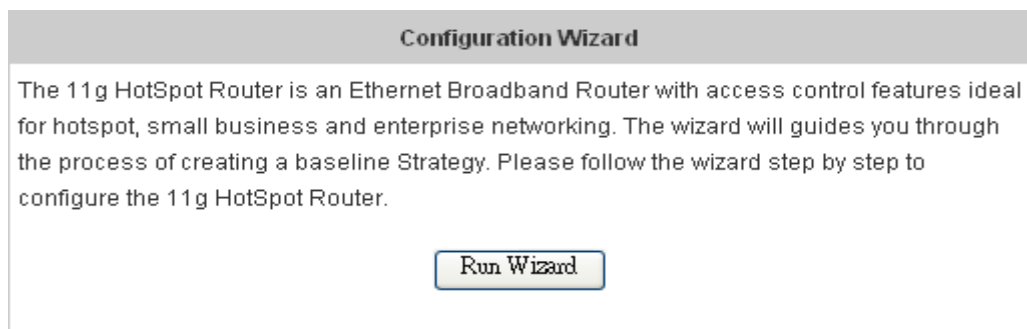 Configuration Wizard
The 11g HotSpot Router is an Ethernet Broadband Router with access control features ideal
for hotspot, small business and enterprise networking. The wizard will guides you through
the process of creating a baseline Strategy. Please follow the wizard step by step to
configure the 11g HotSpot Router.
Run Wizard